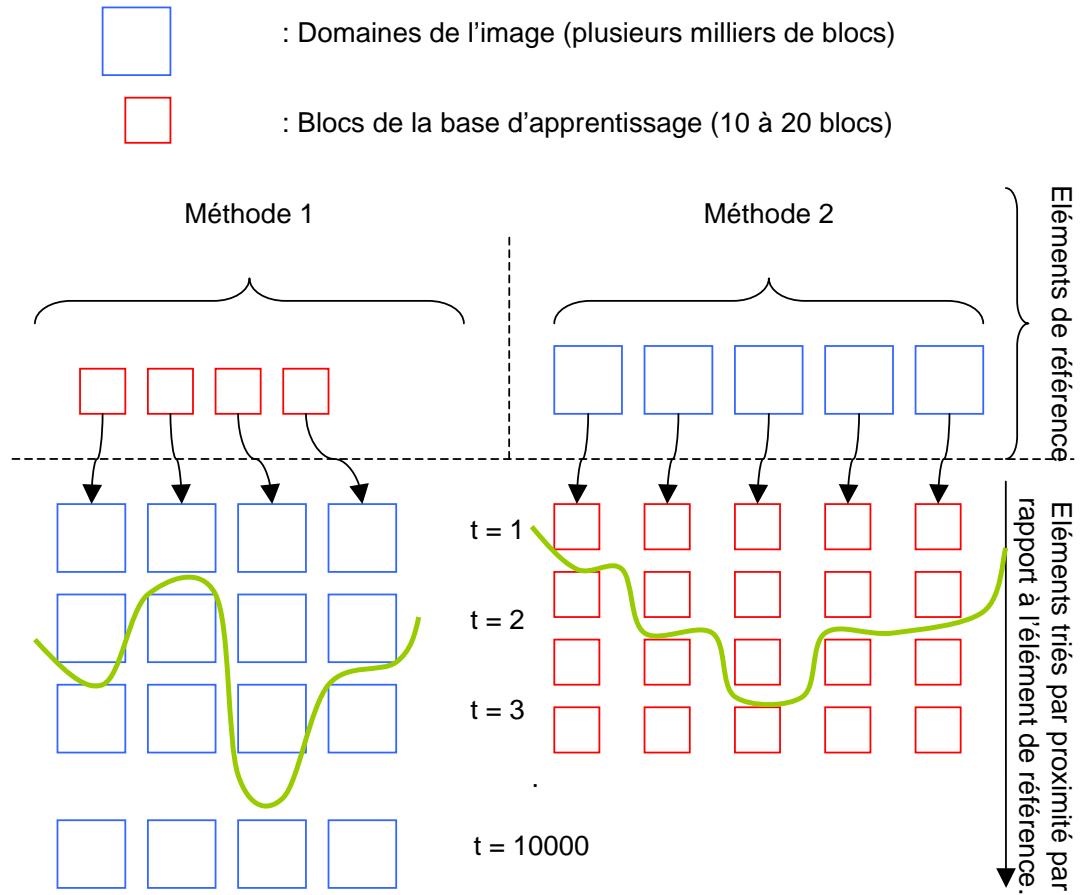 : Domaines de l'image (plusieurs milliers de blocs)
: Blocs de la base d'apprentissage (10 à 20 blocs)
Méthode 1
Méthode 2
Eléments de référence
t = 1
t = 2
t = 3
.
t = 10000
Eléments triés par proximité par
rapport à l'élément de référence.